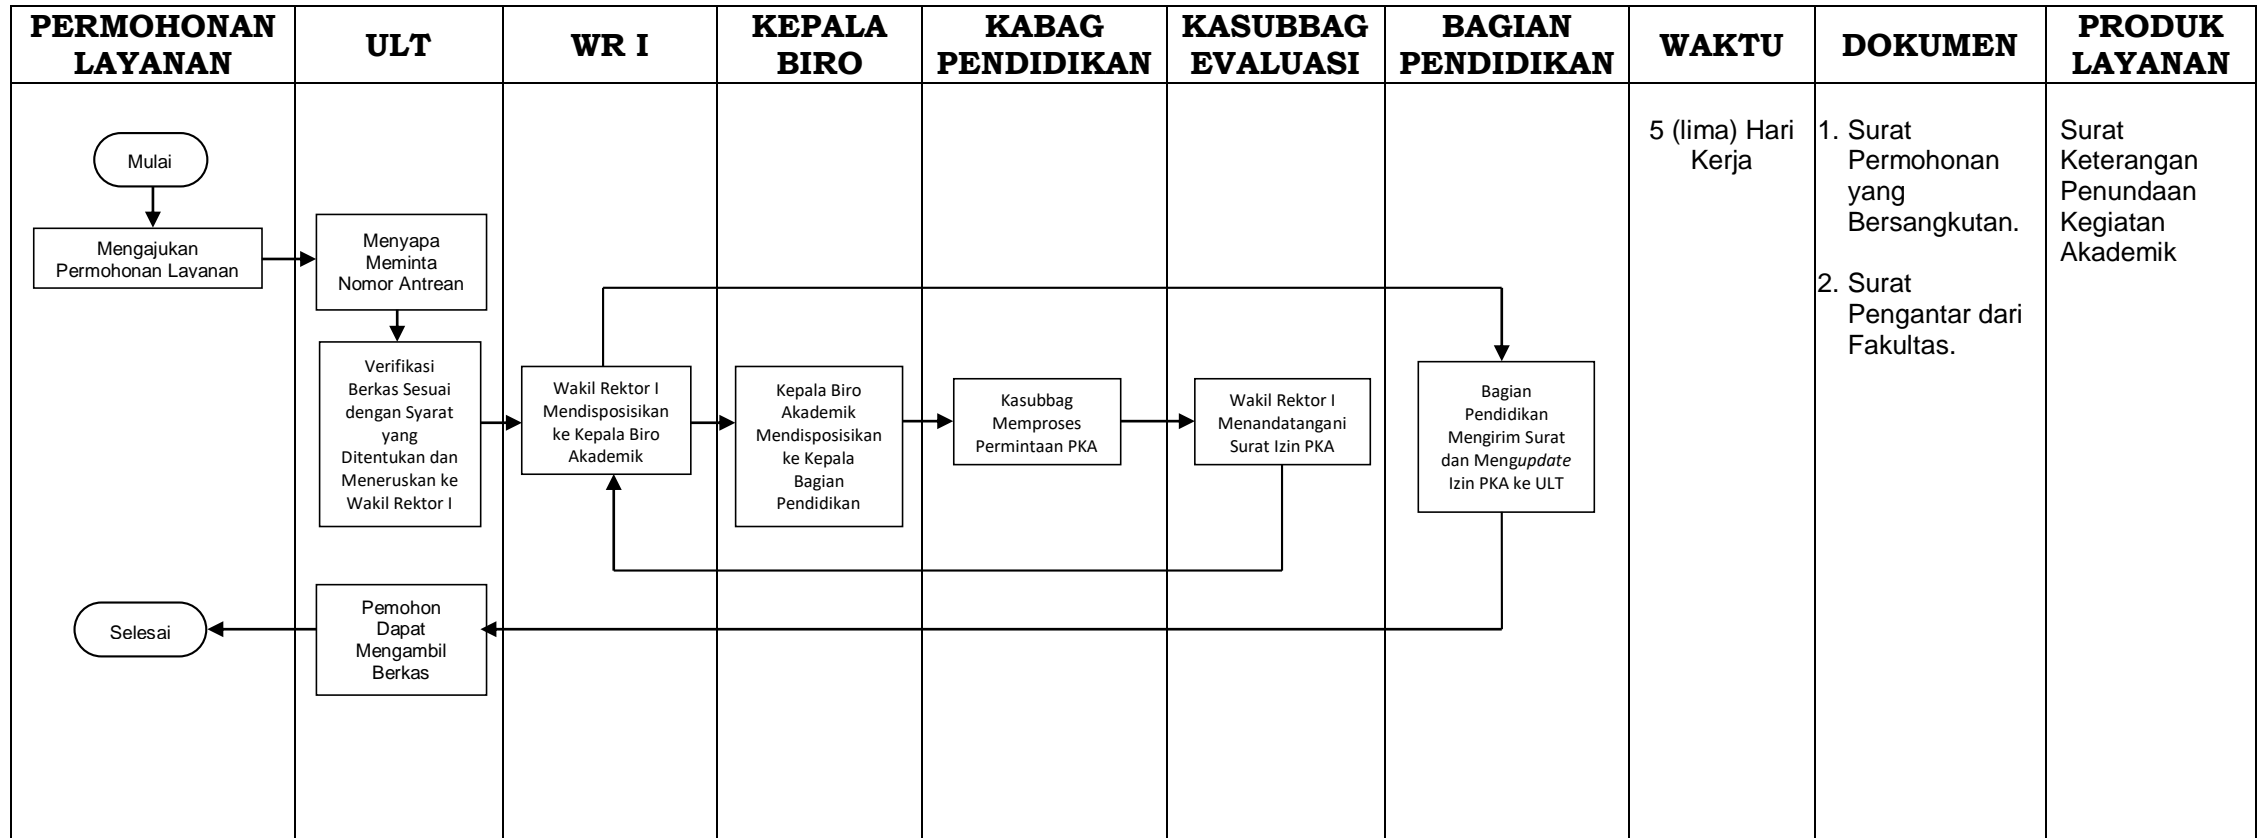 PERMOHONAN
LAYANAN
ULT
WR I
KEPALA
BIRO
KABAG
PENDIDIKAN
KASUBBAG
EVALUASI
BAGIAN
PENDIDIKAN
WAKTU
DOKUMEN
PRODUK
LAYANAN
Mulai
Mengajukan
Permohonan Layanan
Menyapa
Meminta
Nomor Antrean
Verifikasi
Berkas Sesuai
dengan Syarat
yang
Ditentukan dan
Meneruskan ke
Wakil Rektor I
Wakil Rektor I
Mendisposisikan
ke Kepala Biro
Akademik
Kepala Biro
Akademik
Mendisposisikan
ke Kepala
Bagian
Pendidikan
Kasubbag
Memproses
Permintaan PKA
Wakil Rektor I
Menandatangani
Surat Izin PKA
Bagian
Pendidikan
Mengirim Surat
dan Mengupdate
Izin PKA ke ULT
Pemohon
Dapat
Mengambil
Berkas
Selesai
5 (lima) Hari
Kerja
1. Surat
Permohonan
yang
Bersangkutan.
2. Surat
Pengantar dari
Fakultas.
Surat
Keterangan
Penundaan
Kegiatan
Akademik